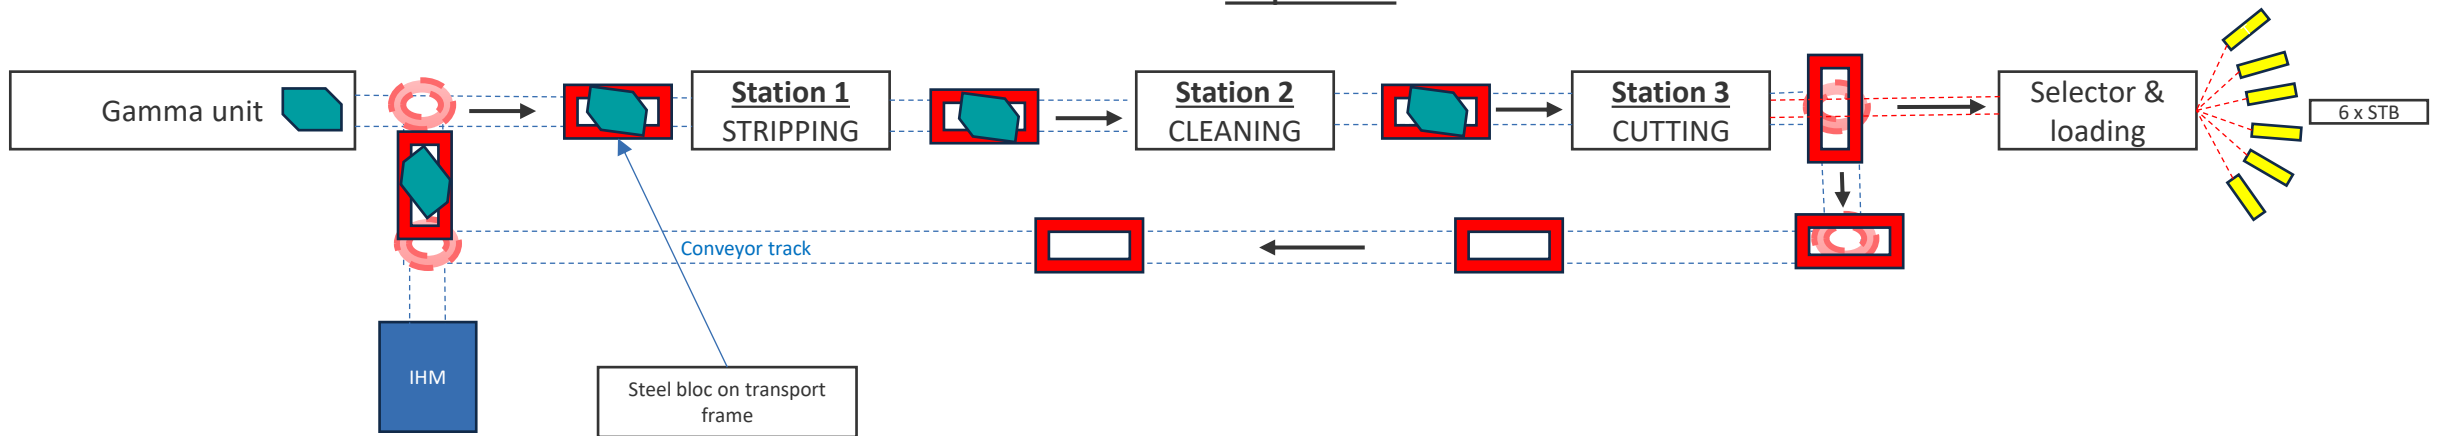 Gamma unit
Station 1
STRIPPING
Station 2
CLEANING
Station 3
CUTTING
Selector &
loading
6 x STB
Conveyor track
IHM
Steel bloc on transport
frame